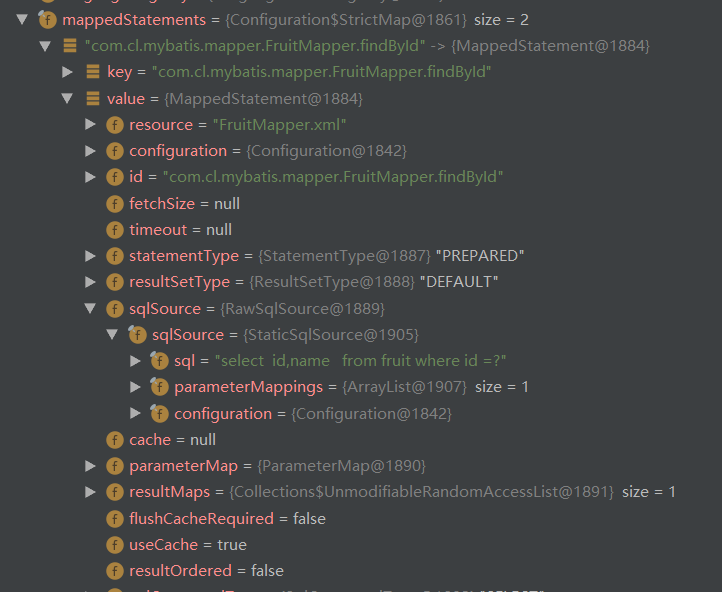 mappedStatements = {Configuration$StrictMap@1861} size = 2
"com.cl.mybatis.mapper.FruitMapper.findById" -> {MappedStatement@1884}
key = "com.cl.mybatis.mapper.FruitMapper.findById"
value = {MappedStatement@1884}
f resource = "FruitMapper.xml"
f configuration = {Configuration@1842}
f id = "com.cl.mybatis.mapper.FruitMapper.findById"
f fetchSize = null
f timeout = null
f statementType = {StatementType@1887} "PREPARED"
f resultSetType = {ResultSetType@1888} "DEFAULT"
f sqlSource = {RawSqlSource@1889}
f sqlSource = {StaticSqlSource@1905}
f sql = "select  id,name   from fruit where id =?"
f parameterMappings = {ArrayList@1907} size = 1
f configuration = {Configuration@1842}
f cache = null
f parameterMap = {ParameterMap@1890}
f resultMaps = {Collections$UnmodifiableRandomAccessList@1891} size = 1
f flushCacheRequired = false
f useCache = true
f resultOrdered = false